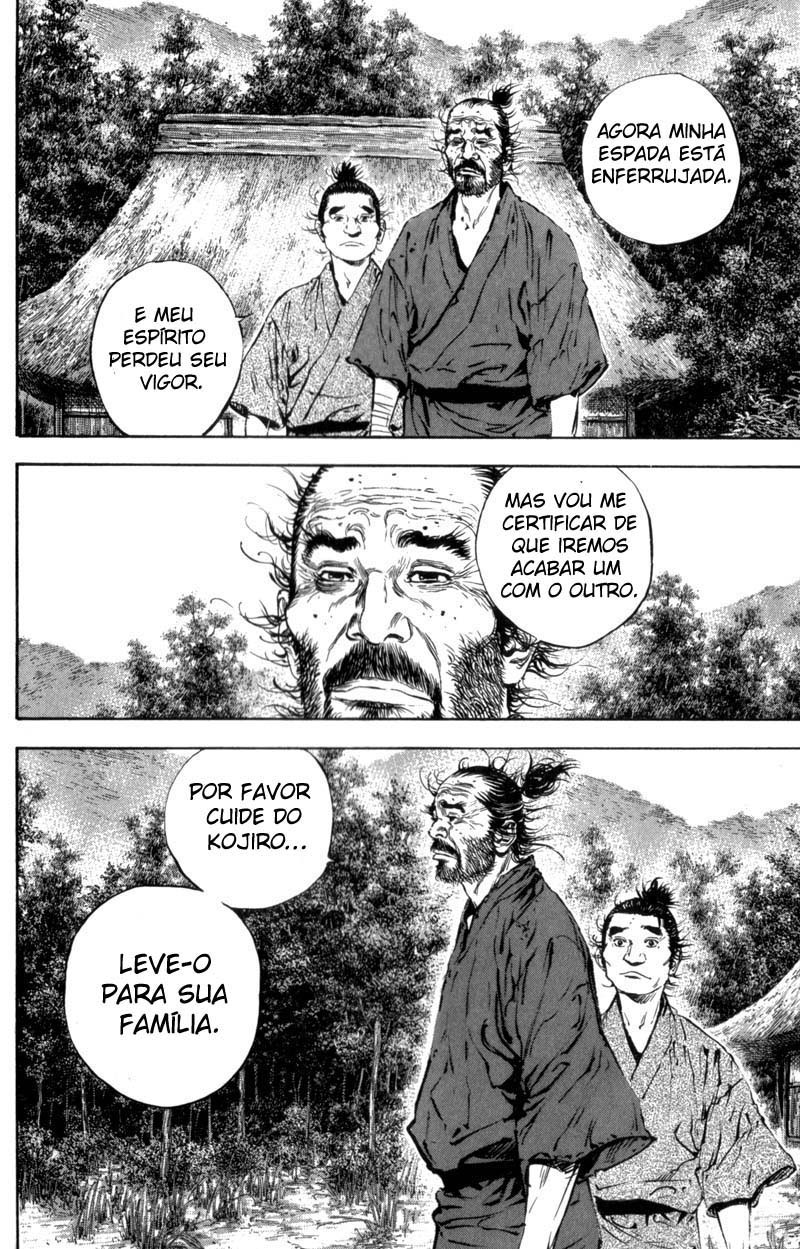 AGORA MINHA
ESPADA ESTÁ
ENFERRUJADA.
E MEU
ESPÍRITO
PERDEU SEU
VIGOR.
MAS VOU ME
CERTIFICAR DE
QUE IREMOS
ACABAR UM
COM O OUTRO.
POR FAVOR
CUIDE DO
KOJIRO...
LEVE-O
PARA SUA
FAMÍLIA.